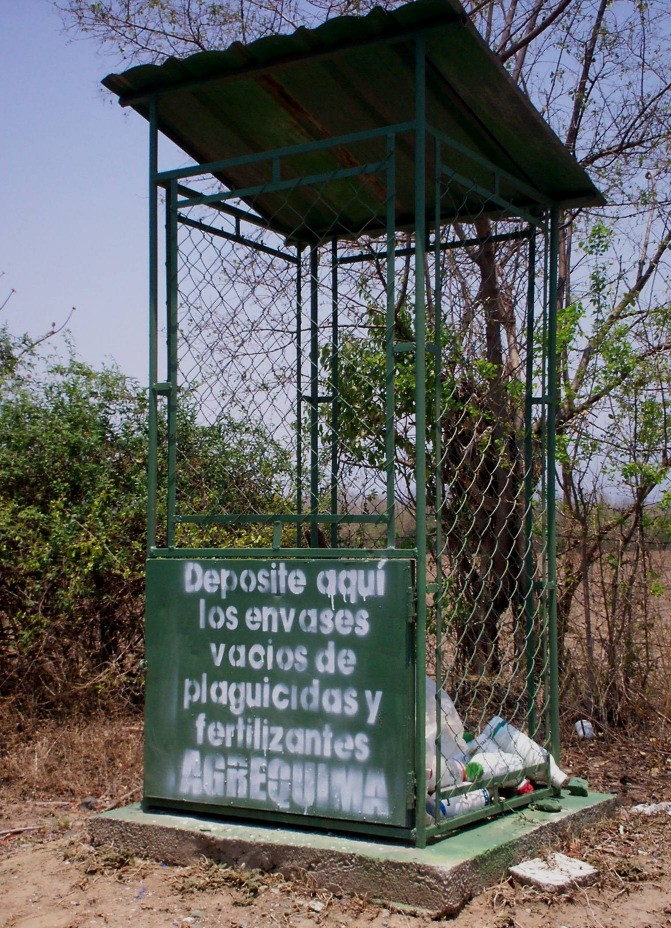 Deposite aquí
los envases
vacios de
plaguicidas y
fertilizantes
AGREQUIMA